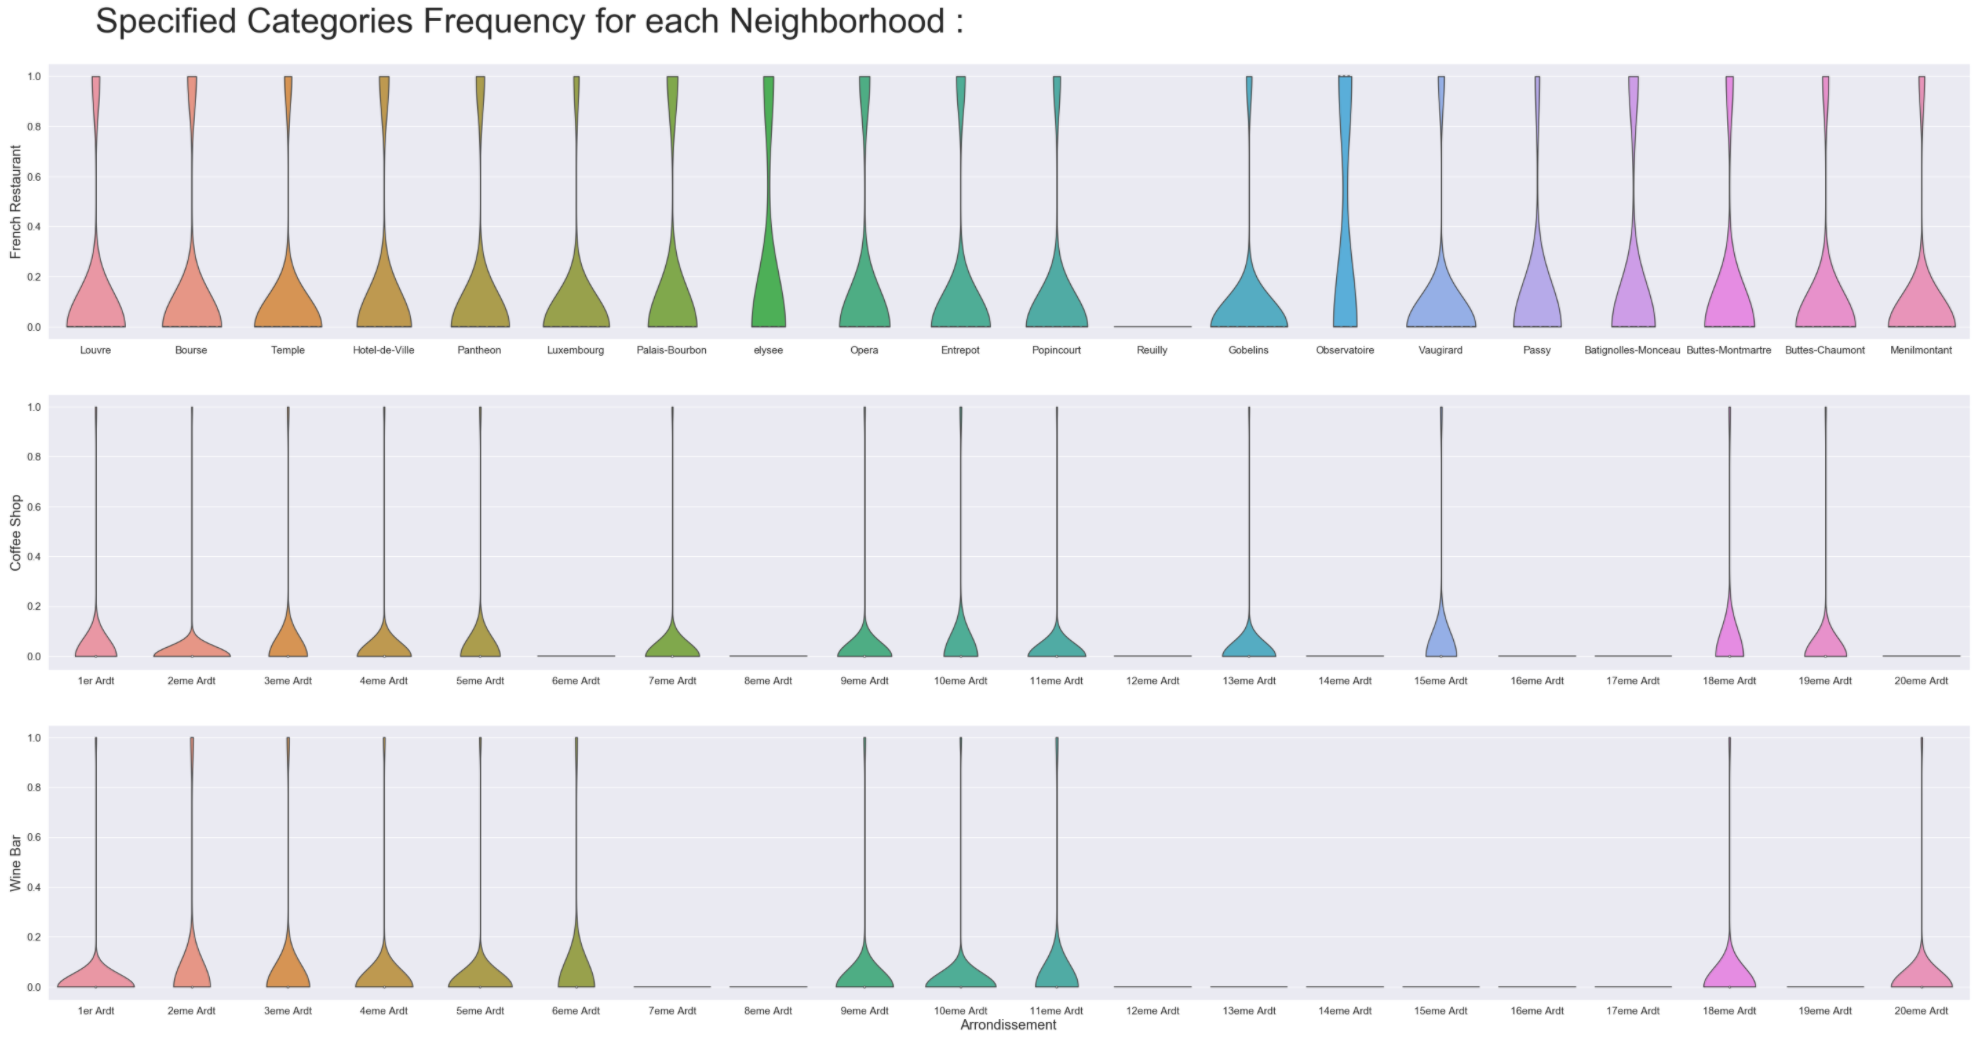 Specified Categories Frequency for each Neighborhood :
French Restaurant
1.0
0.8
0.6
0.4
0.2
0.0
Louvre Bourse Temple Hotel-de-Ville Pantheon Luxembourg Palais-Bourbon elysee Opera Entrepot Popincourt Reuilly Gobelins Observatoire Vaugirard Passy Batignolles-Monceau Buttes-Montmartre Buttes-Chaumont Menilmontant
Coffee Shop
1.0
0.8
0.6
0.4
0.2
0.0
1er Ardt 2eme Ardt 3eme Ardt 4eme Ardt 5eme Ardt 6eme Ardt 7eme Ardt 8eme Ardt 9eme Ardt 10eme Ardt 11eme Ardt 12eme Ardt 13eme Ardt 14eme Ardt 15eme Ardt 16eme Ardt 17eme Ardt 18eme Ardt 19eme Ardt 20eme Ardt
Wine Bar
1.0
0.8
0.6
0.4
0.2
0.0
1er Ardt 2eme Ardt 3eme Ardt 4eme Ardt 5eme Ardt 6eme Ardt 7eme Ardt 8eme Ardt 9eme Ardt 10eme Ardt 11eme Ardt 12eme Ardt 13eme Ardt 14eme Ardt 15eme Ardt 16eme Ardt 17eme Ardt 18eme Ardt 19eme Ardt 20eme Ardt
Arrondissement